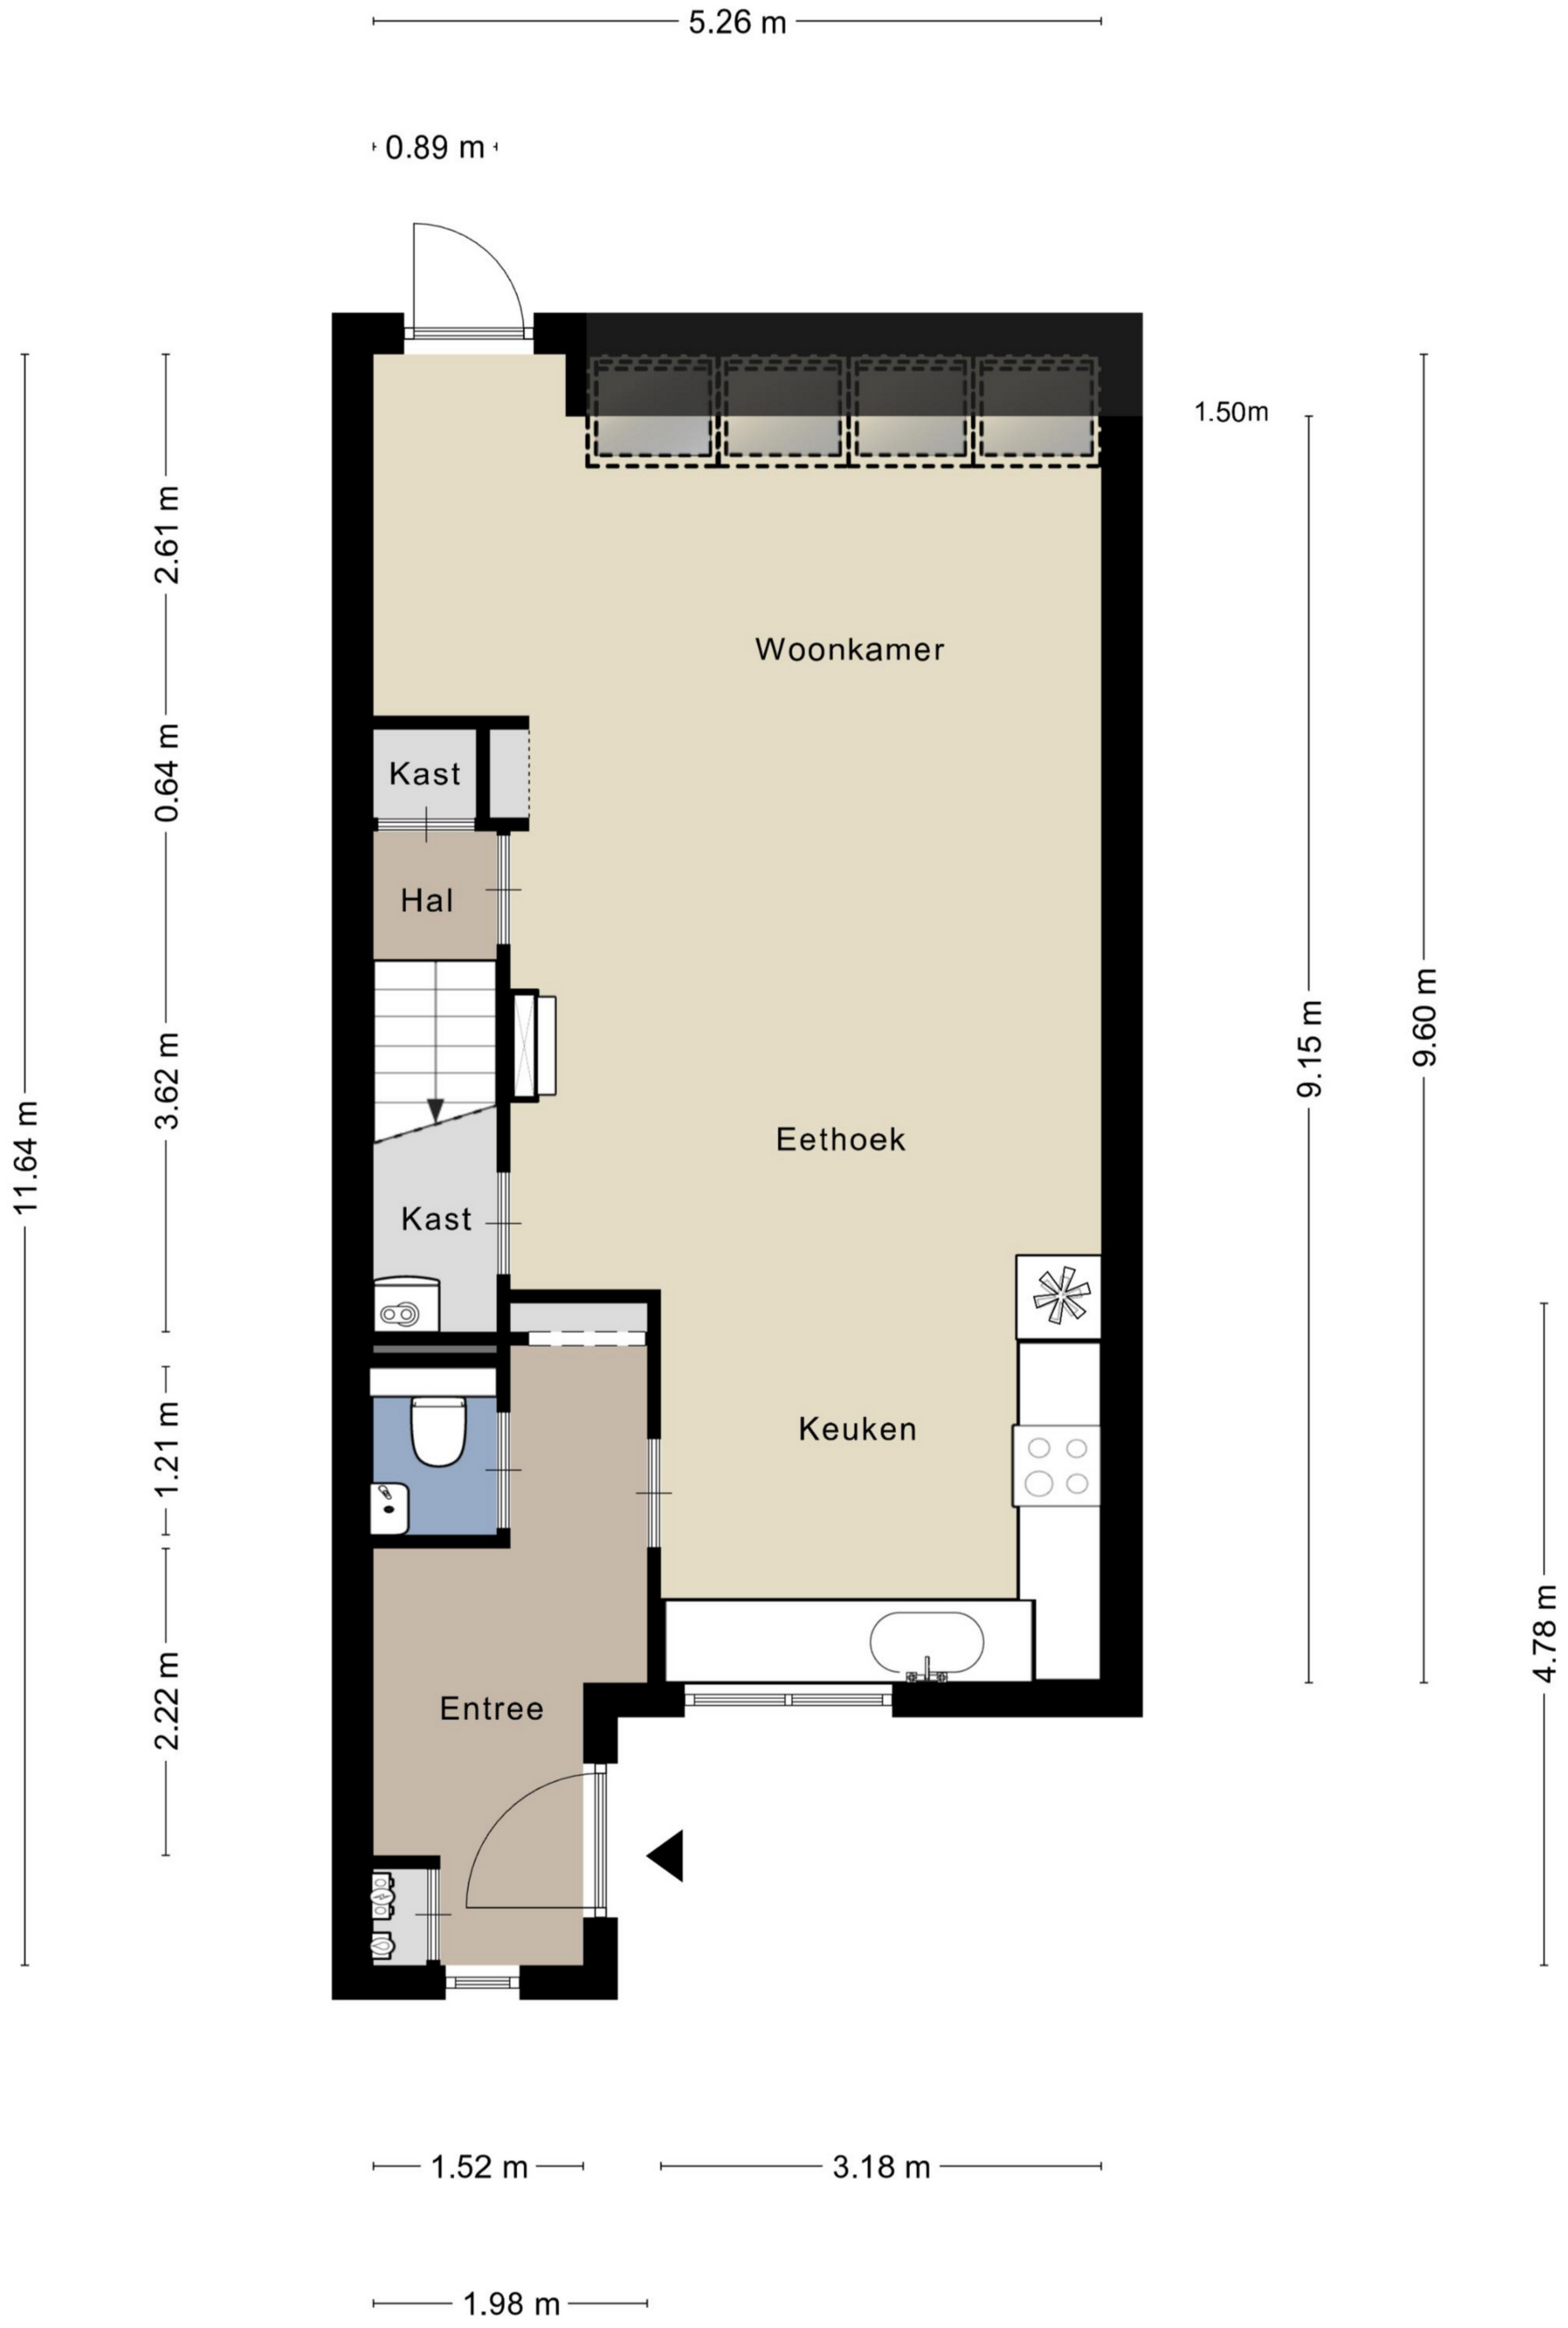 5.26 m
0.89 m
1.50m
2.61 m
Woonkamer
0.64 m
Kast
Hal
9.60 m
9.15 m
3.62 m
11.64 m
Eethoek
Kast
Keuken
1.21 m
4.78 m
2.22 m
Entree
1.52 m
3.18 m
1.98 m